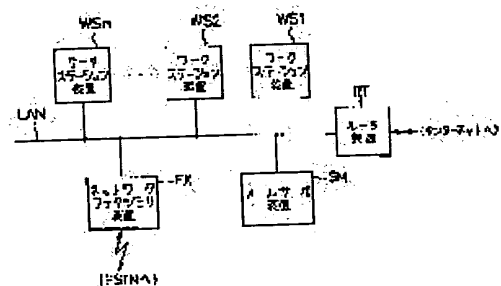 WSn
WS2
WS1
ワーク
ステーション
装置
ワーク
ステーション
装置
ワーク
ステーション
装置
LAN
RT
ルータ
装置
(インターネットへ)
ネットワーク
ファクシミリ
装置
FX
メールサーバ
装置
SM
(PSTNへ)